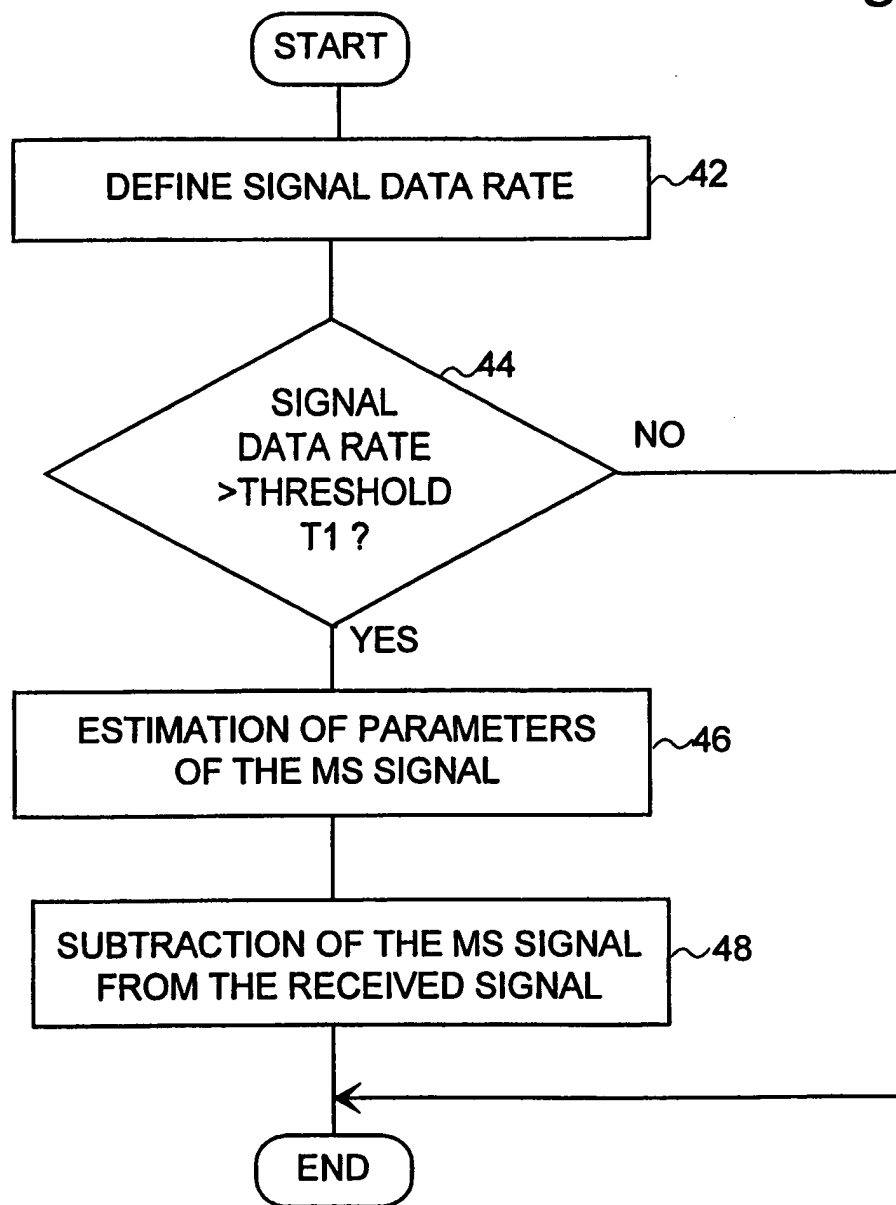 START
DEFINE SIGNAL DATA RATE
42
44
SIGNAL
DATA RATE
>THRESHOLD
T1 ?
NO
YES
ESTIMATION OF PARAMETERS
OF THE MS SIGNAL
46
SUBTRACTION OF THE MS SIGNAL
FROM THE RECEIVED SIGNAL
48
END